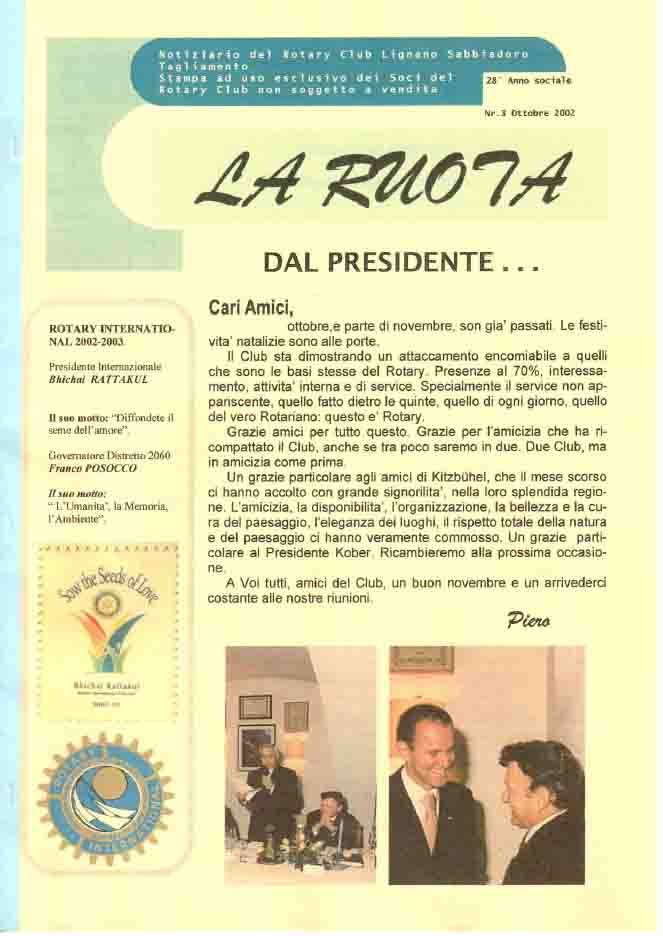 Notiziario del Rotary Club Lignano Sabbiadoro
Tagliamento
Stampa ad uso esclusivo dei Soci del
Rotary Club non soggetto a vendita
28° Anno sociale
Nr.3 Ottobre 2002
LA RUOTA
DAL PRESIDENTE . . .
ROTARY INTERNATIO-
NAL 2002-2003
Presidente Internazionale
Bhichai RATTAKUL
Il suo motto: “Diffondete il
seme dell’amore”.
Governatore Distretto 2060
Franco POSOCCO
Il suo motto:
“ L’Umanita’, la Memoria,
l’Ambiente”.
Sow the Seeds of Love
Bhichai Rattakul
ROTARY
INTERNATIONAL
Cari Amici,
ottobre,e parte di novembre, son gia’ passati. Le festi-
vita’ natalizie sono alle porte.
Il Club sta dimostrando un attaccamento encomiabile a quelli
che sono le basi stesse del Rotary. Presenze al 70%, interessa-
mento, attivita’ interna e di service. Specialmente il service non ap-
pariscente, quello fatto dietro le quinte, quello di ogni giorno, quello
del vero Rotariano: questo e’ Rotary.
Grazie amici per tutto questo. Grazie per l’amicizia che ha ri-
compattato il Club, anche se tra poco saremo in due. Due Club, ma
in amicizia come prima.
Un grazie particolare agli amici di Kitzbühel, che il mese scorso
ci hanno accolto con grande signorilita’, nella loro splendida regio-
ne. L’amicizia, la disponibilita’, l’organizzazione, la bellezza e la cu-
ra del paesaggio, l’eleganza dei luoghi, il rispetto totale della natura
e del paesaggio ci hanno veramente commosso. Un grazie parti-
colare al Presidente Kober. Ricambieremo alla prossima occasio-
ne.
A Voi tutti, amici del Club, un buon novembre e un arrivederci
costante alle nostre riunioni.
Piero